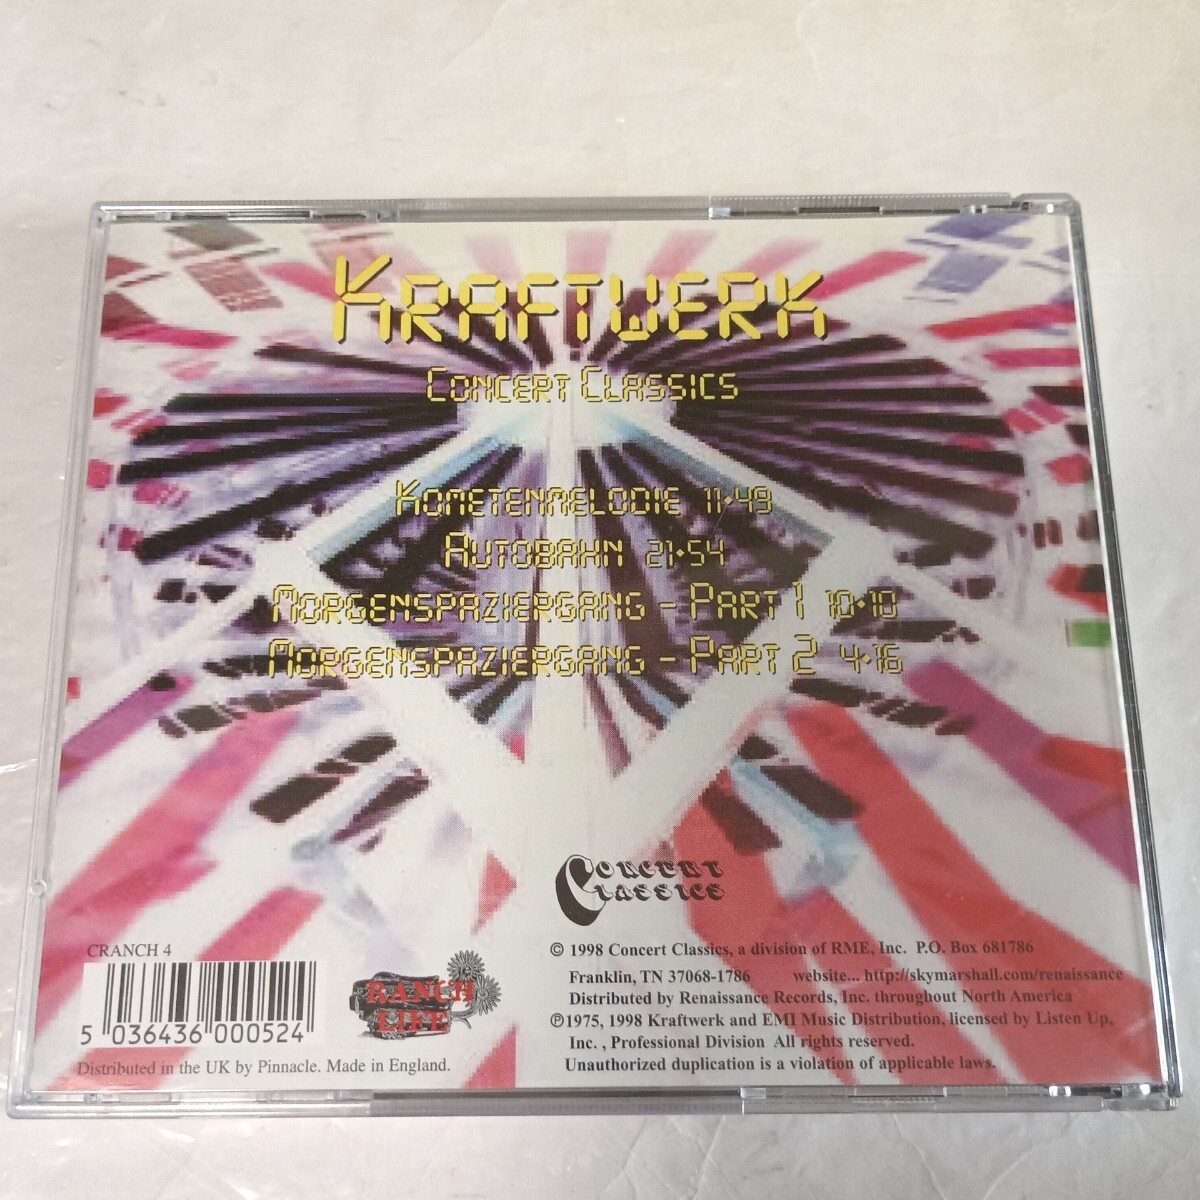 KRAFTWERK
CONCERT CLASSICS
KOMETENMELODIE 11•49
AUTOBAHN 21•54
MORGENSPAZIERGANG - PART 1 10•10
MORGENSPAZIERGANG - PART 2 4•16
CONCERT
CLASSICS
CRANCH 4
5 036436 000524
RANCH
LIFE
Distributed in the UK by Pinnacle. Made in England.
© 1998 Concert Classics, a division of RME, Inc. P.O. Box 681786
Franklin, TN 37068-1786 website... http://skymarshall.com/renaissance
Distributed by Renaissance Records, Inc. throughout North America
℗1975, 1998 Kraftwerk and EMI Music Distribution, licensed by Listen Up,
Inc. , Professional Division All rights reserved.
Unauthorized duplication is a violation of applicable laws.